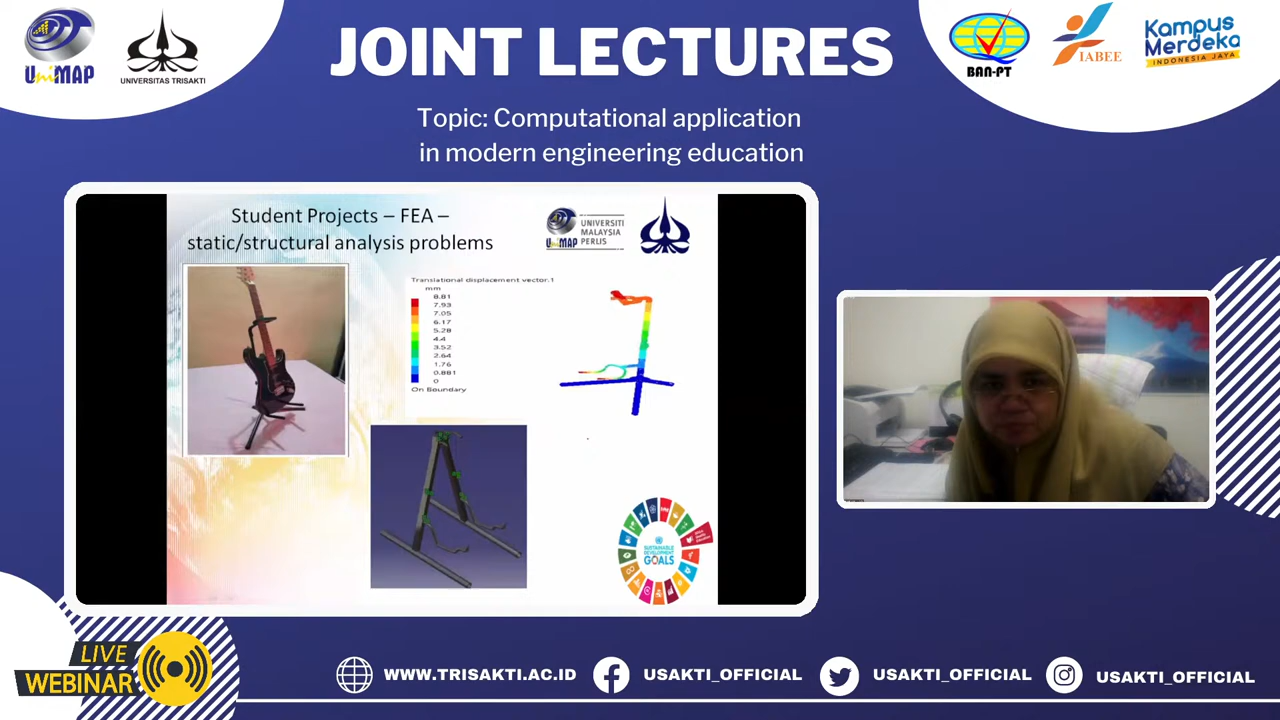 UniMAP
UNIVERSITAS TRISAKTI
JOINT LECTURES
BAN-PT
IABEE
Kampus
Merdeka
INDONESIA JAYA
Topic: Computational application
in modern engineering education
Student Projects – FEA –
static/structural analysis problems
UniMAP
UNIVERSITI
MALAYSIA
PERLIS
Translational displacement vector.1
mm
8.81
7.93
7.05
6.17
5.28
4.4
3.52
2.64
1.76
0.881
0
On Boundary
SUSTAINABLE
DEVELOPMENT
GOALS
LIVE
WEBINAR
WWW.TRISAKTI.AC.ID
USAKTI_OFFICIAL
USAKTI_OFFICIAL
USAKTI_OFFICIAL